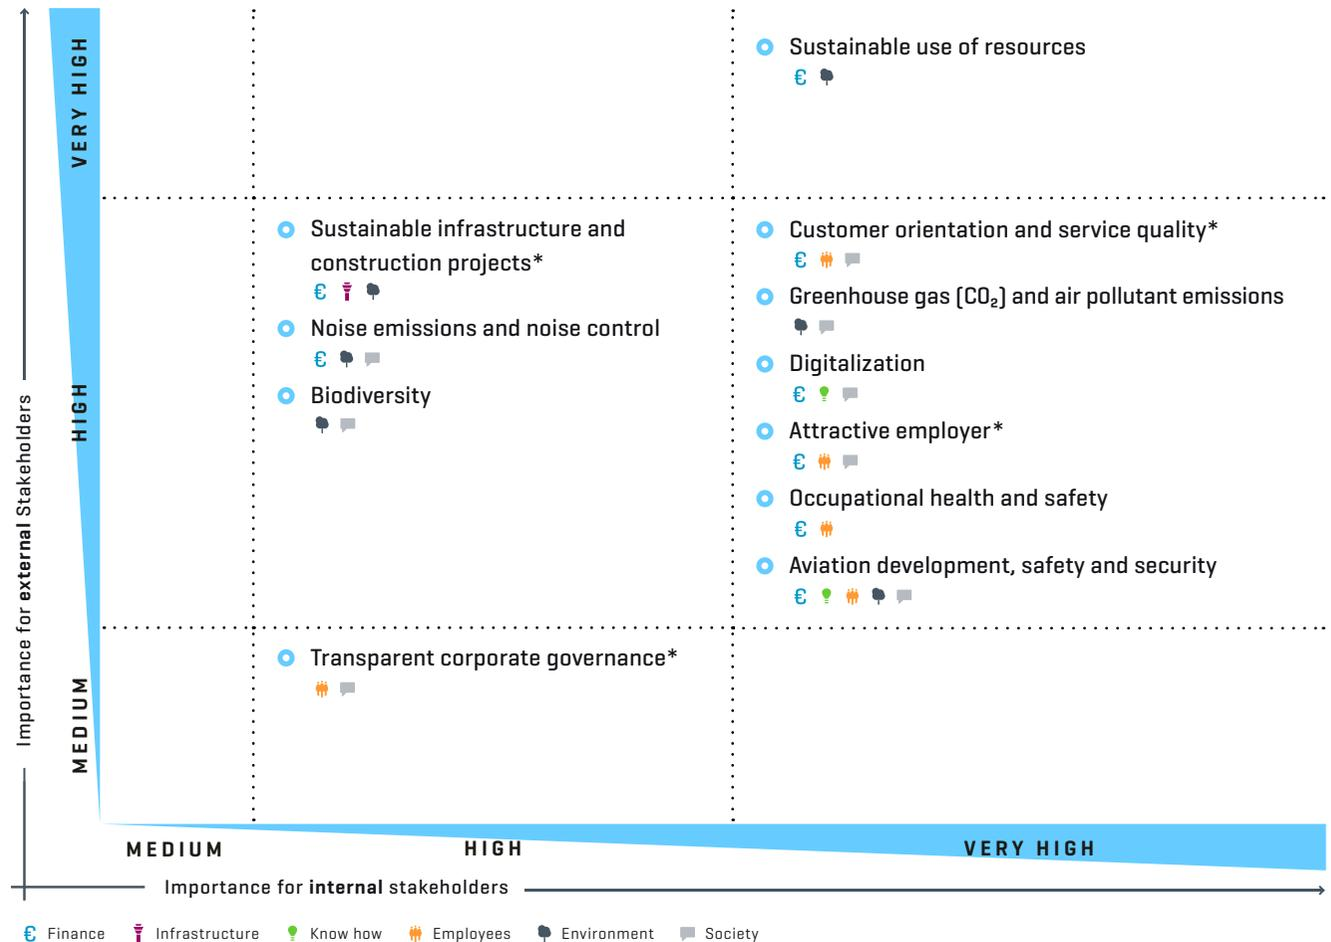 VERY HIGH
HIGH
MEDIUM
Importance for external Stakeholders
Sustainable use of resources
Sustainable infrastructure and
construction projects*
Noise emissions and noise control
Biodiversity
Customer orientation and service quality*
Greenhouse gas (CO₂) and air pollutant emissions
Digitalization
Attractive employer*
Occupational health and safety
Aviation development, safety and security
Transparent corporate governance*
MEDIUM HIGH VERY HIGH
Importance for internal stakeholders
€ Finance Infrastructure Know how Employees Environment Society